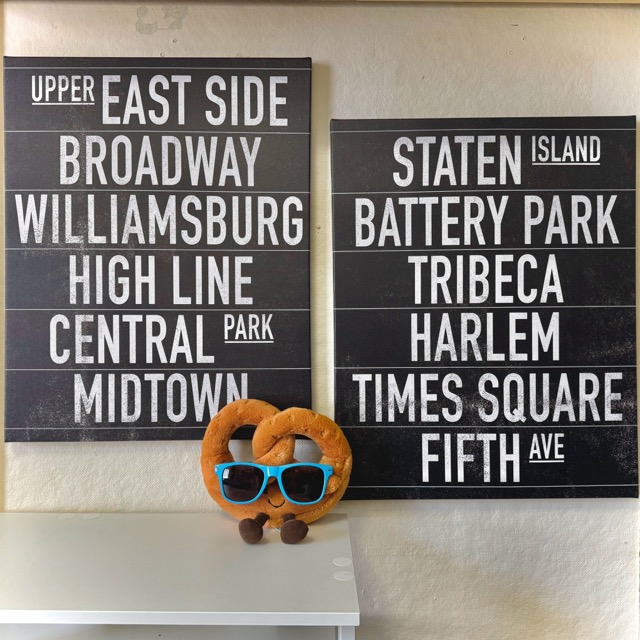 UPPER EAST SIDE
BROADWAY
WILLIAMSBURG
HIGH LINE
CENTRAL PARK
MIDTOWN
STATEN ISLAND
BATTERY PARK
TRIBECA
HARLEM
TIMES SQUARE
FIFTH AVE